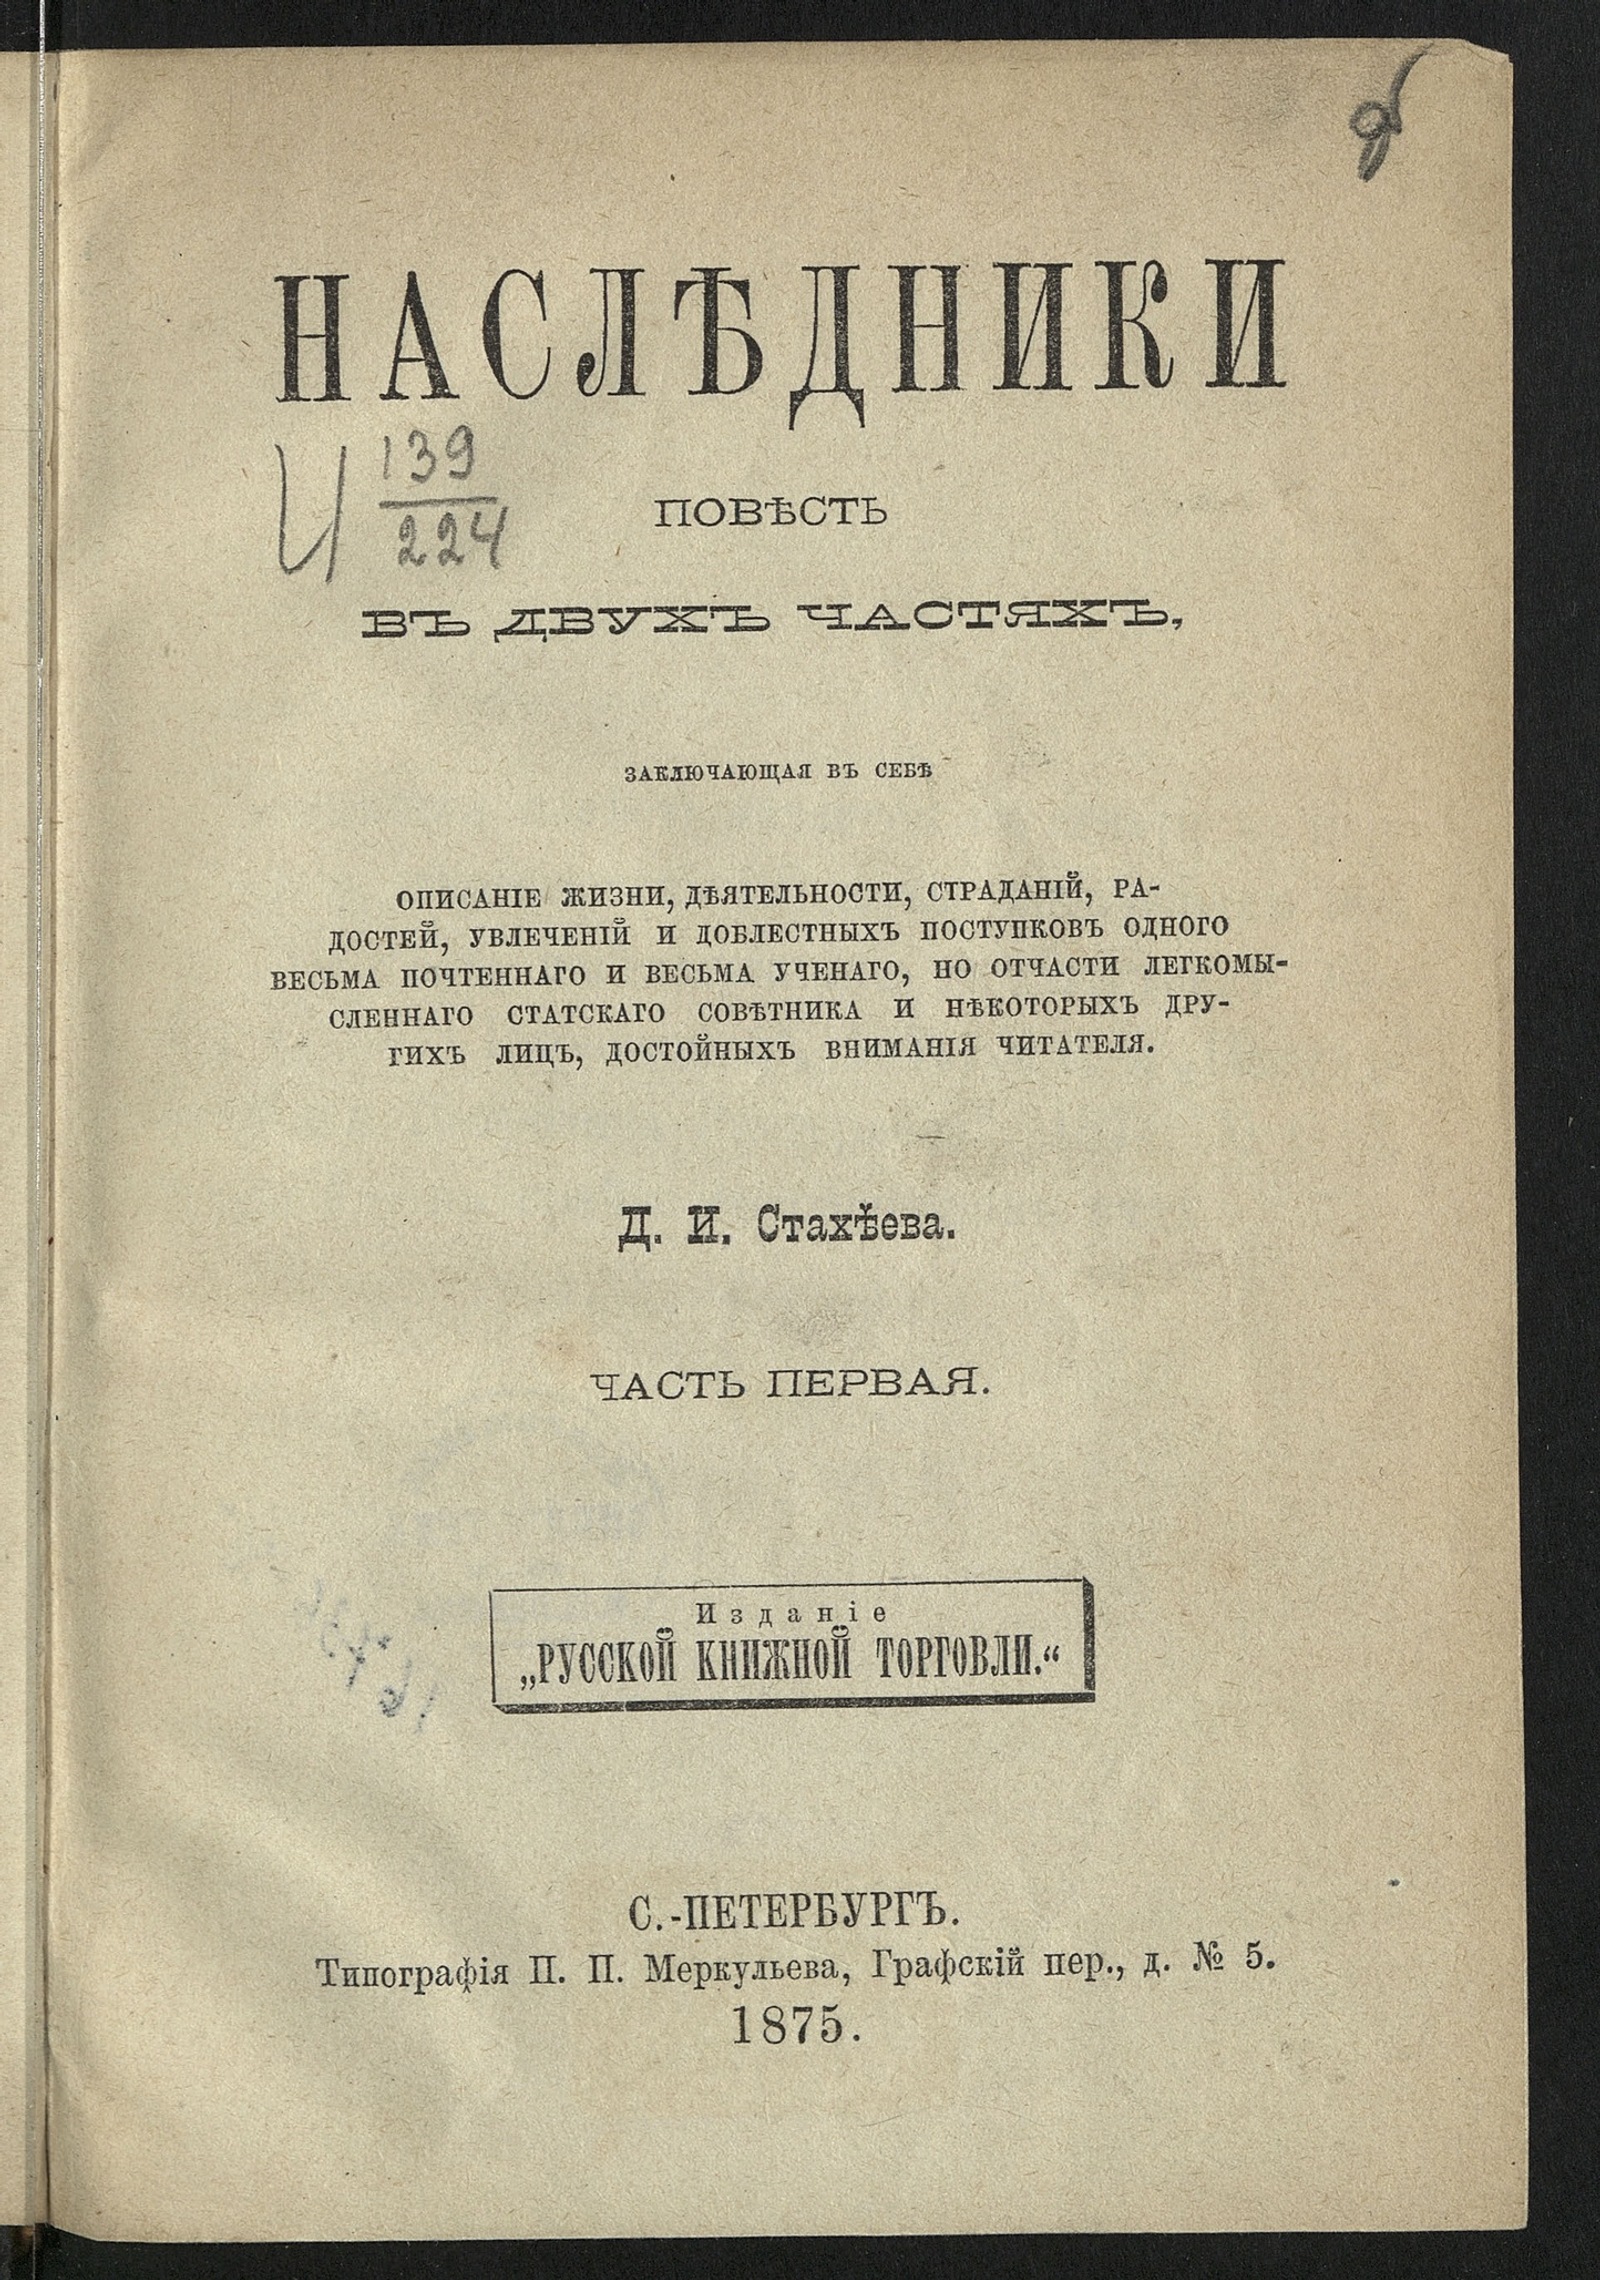 НАСЛѢДНИКИ
И 139
224
ПОВѢСТЬ
ВЪ ДВУХЪ ЧАСТЯХЪ,
ЗАКЛЮЧАЮЩАЯ ВЪ СЕБѢ
ОПИСАНІЕ ЖИЗНИ, ДѢЯТЕЛЬНОСТИ, СТРАДАНІЙ, РА-
ДОСТЕЙ, УВЛЕЧЕНІЙ И ДОБЛЕСТНЫХЪ ПОСТУПКОВЪ ОДНОГО
ВЕСЬМА ПОЧТЕННАГО И ВЕСЬМА УЧЕНАГО, НО ОТЧАСТИ ЛЕГКОМЫ-
СЛЕННАГО СТАТСКАГО СОВѢТНИКА И НѢКОТОРЫХЪ ДРУ-
ГИХЪ ЛИЦЪ, ДОСТОЙНЫХЪ ВНИМАНІЯ ЧИТАТЕЛЯ.
Д. И. Стахѣева.
ЧАСТЬ ПЕРВАЯ.
Изданіе
„РУССКОЙ КНИЖНОЙ ТОРГОВЛИ.“
С.-ПЕТЕРБУРГЪ.
Типографія П. П. Меркульева, Графскій пер., д. № 5.
1875.